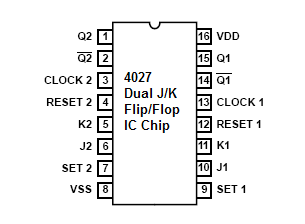 Q2 1 16 VDD
Q̅2̅ 2 15 Q1
CLOCK 2 3 4027 14 Q̅1̅
RESET 2 4 Dual J/K 13 CLOCK 1
K2 5 Flip/Flop 12 RESET 1
J2 6 IC Chip 11 K1
SET 2 7 10 J1
VSS 8 9 SET 1